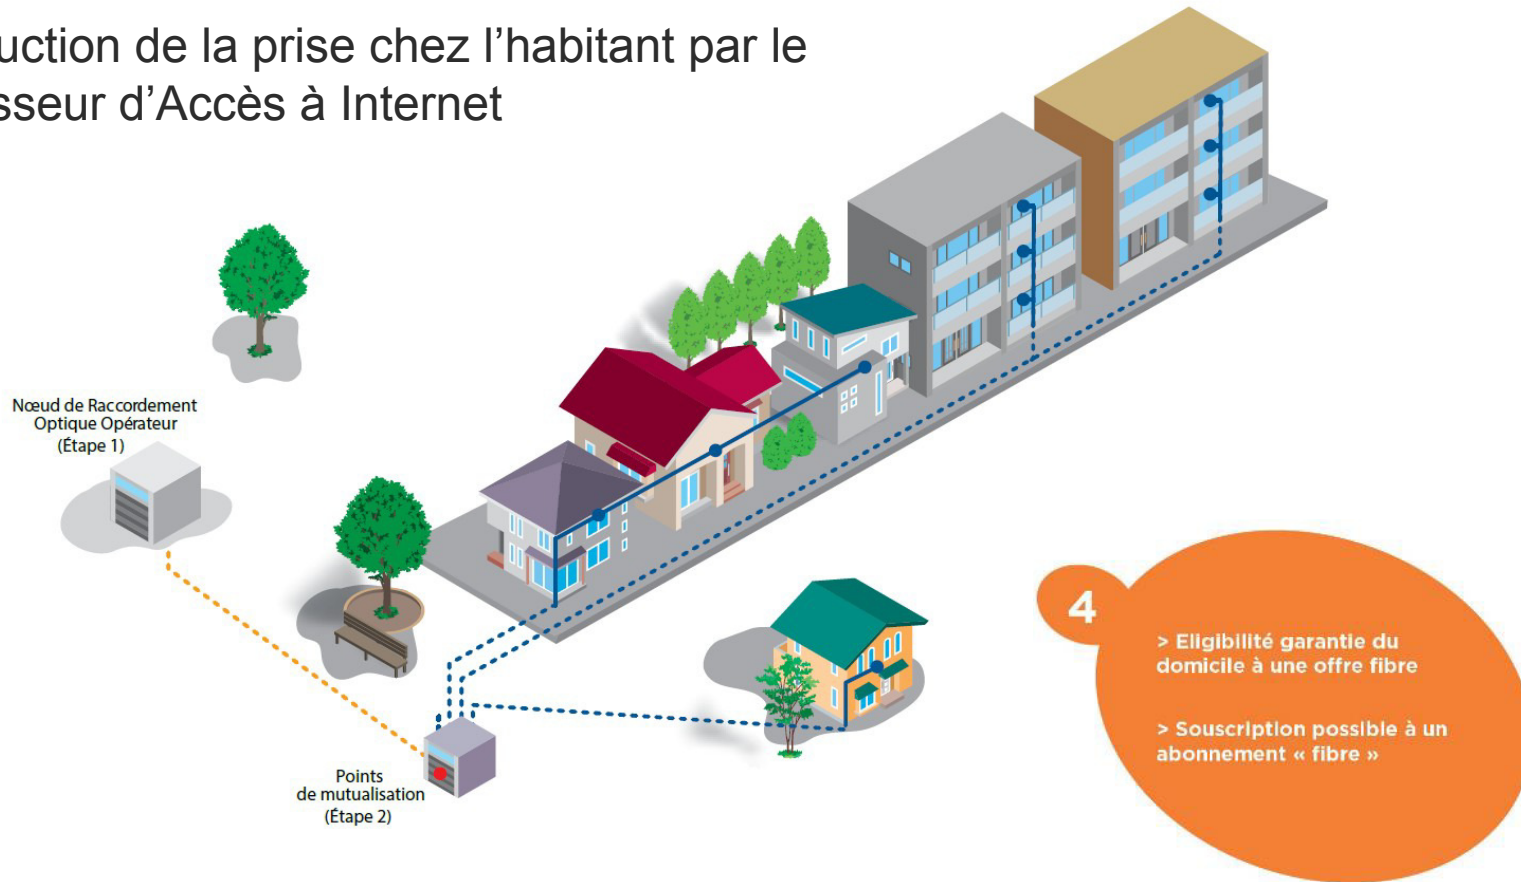 uction de la prise chez l’habitant par le
sseur d’Accès à Internet
Nœud de Raccordement
Optique Opérateur
(Étape 1)
Points
de mutualisation
(Étape 2)
4
> Eligibilité garantie du
domicile à une offre fibre
> Souscription possible à un
abonnement « fibre »